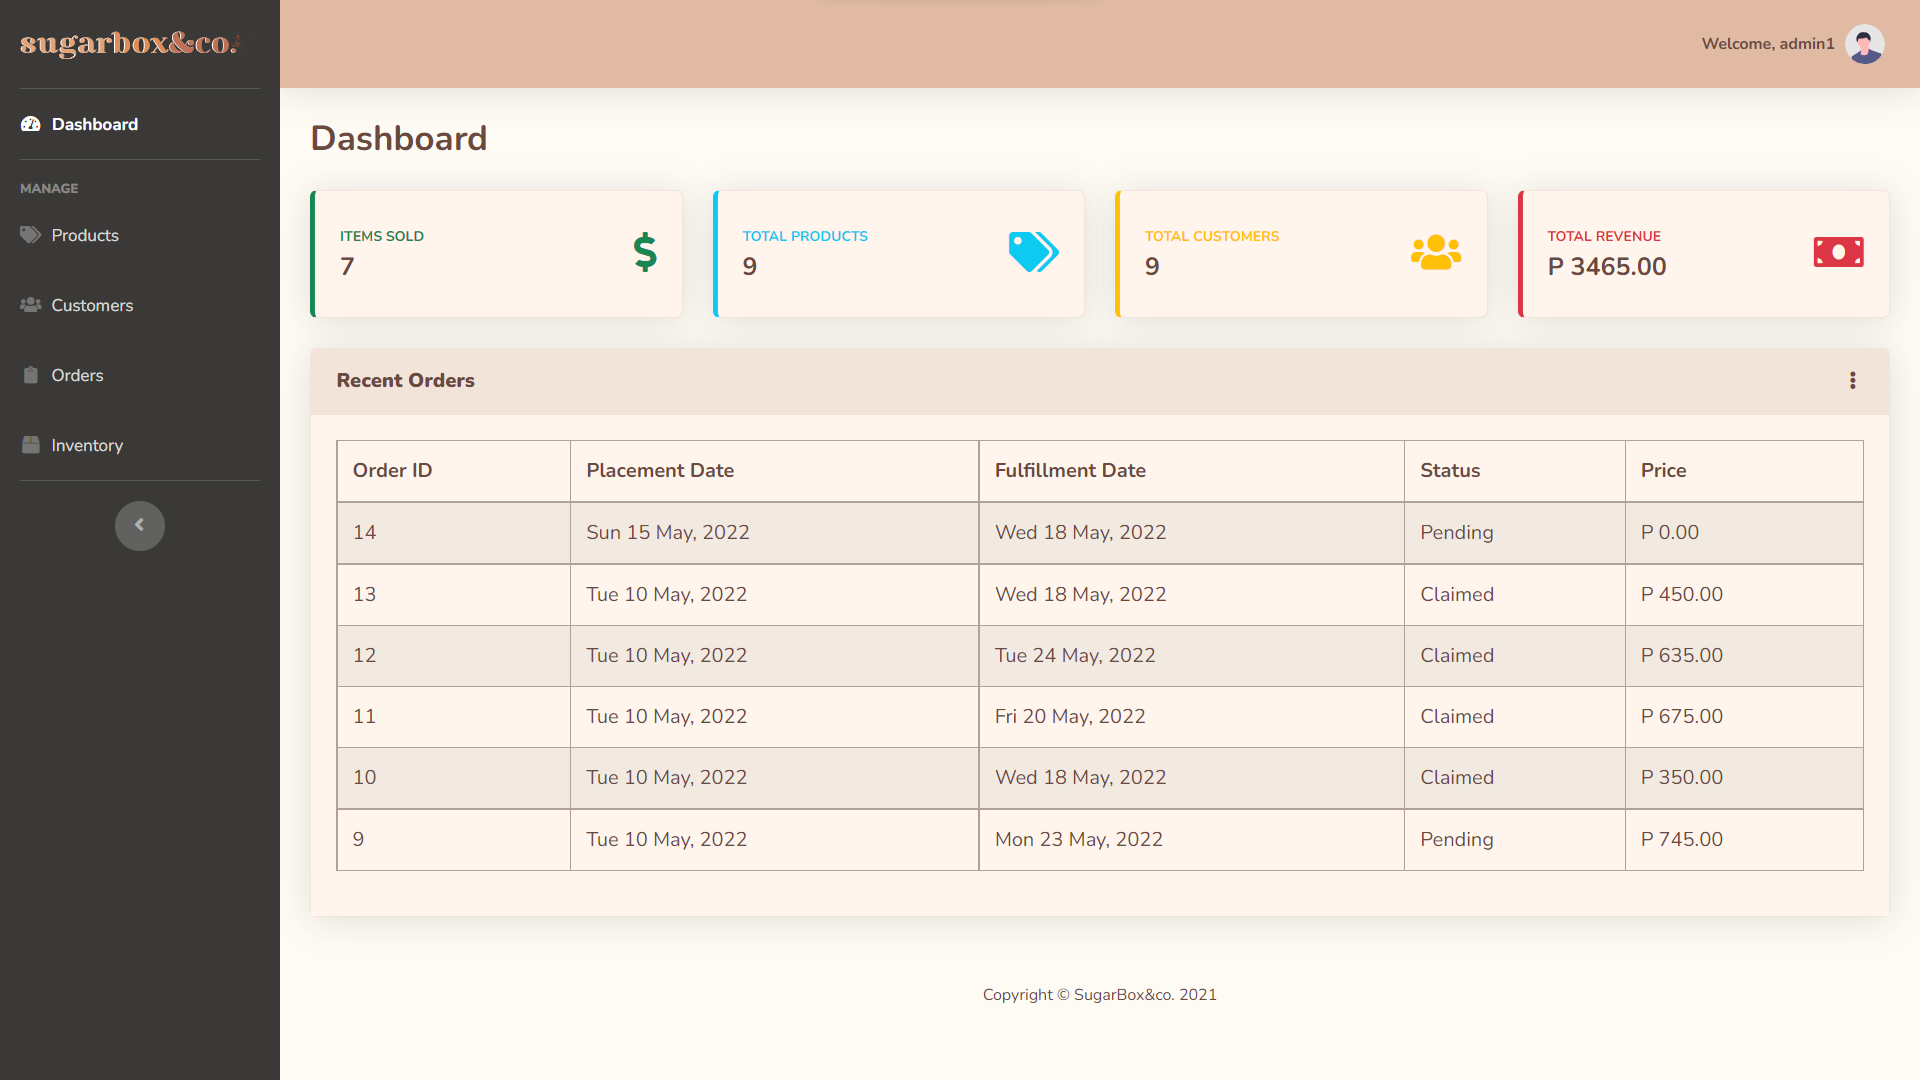 sugarbox&co.
Welcome, admin1
Dashboard
MANAGE
Products
Customers
Orders
Inventory
Dashboard
ITEMS SOLD
7
TOTAL PRODUCTS
9
TOTAL CUSTOMERS
9
TOTAL REVENUE
P 3465.00
Recent Orders
Order ID Placement Date Fulfillment Date Status Price
14 Sun 15 May, 2022 Wed 18 May, 2022 Pending P 0.00
13 Tue 10 May, 2022 Wed 18 May, 2022 Claimed P 450.00
12 Tue 10 May, 2022 Tue 24 May, 2022 Claimed P 635.00
11 Tue 10 May, 2022 Fri 20 May, 2022 Claimed P 675.00
10 Tue 10 May, 2022 Wed 18 May, 2022 Claimed P 350.00
9 Tue 10 May, 2022 Mon 23 May, 2022 Pending P 745.00
Copyright © SugarBox&co. 2021